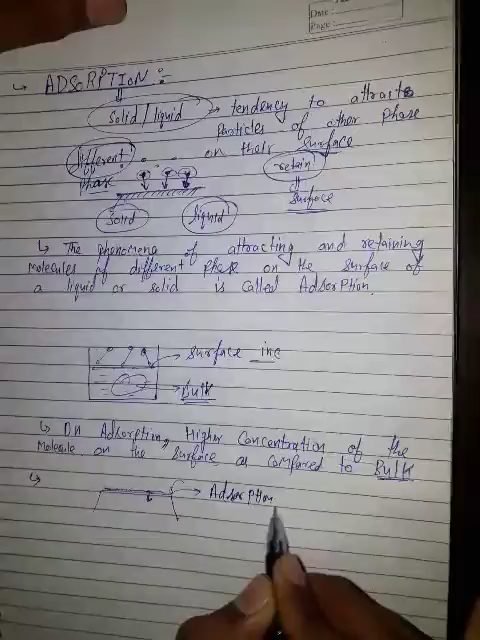 Date:
Page:
ADSORPTION :-
solid/liquid → tendency to attract
Particles of other phase
on their surface
different
phase
retain
surface
solid liquid
↳ The phenomena of attracting and retaining
molecules of different phase on the surface of
a liquid or solid is called Adsorption.
→ surface inc
→ Bulk
↳ On Adsorption, Higher Concentration of the
Molecule on the surface as compared to Bulk
→ Adsorption